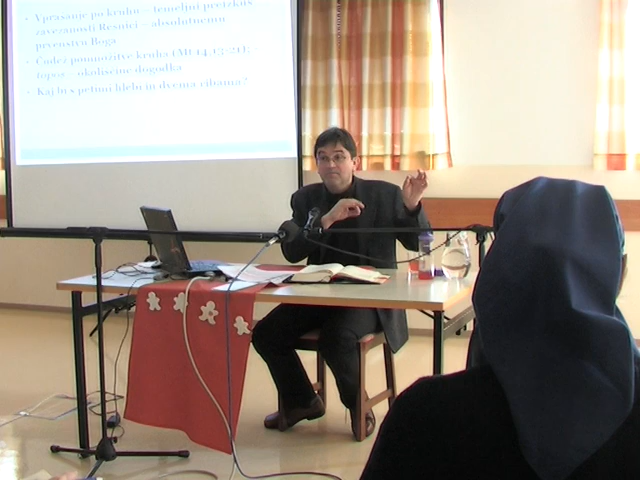 Vprašanje po kruhu – temeljni preizkus
zavezanosti Resnici – absolutnemu
prvenstvu Boga
Čudež pomnožitve kruha (Mt 14,13-21):
topos – okoliščine dogodka
Kaj bi s petimi hlebi in dvema ribama?